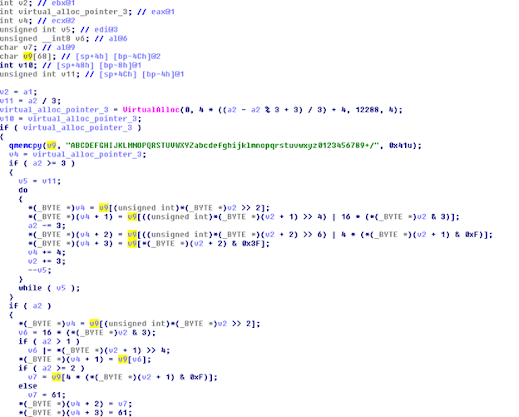 int v2; // ebx@1
int virtual_alloc_pointer_3; // eax@1
int v4; // ecx@2
unsigned int v5; // edi@3
unsigned __int8 v6; // al@6
char v7; // al@9
char v9[68]; // [sp+4h] [bp-4Ch]@2
int v10; // [sp+48h] [bp-8h]@1
unsigned int v11; // [sp+4Ch] [bp-4h]@1
v2 = a1;
v11 = a2 / 3;
virtual_alloc_pointer_3 = VirtualAlloc(0, 4 * ((a2 - a2 % 3 + 3) / 3) + 4, 12288, 4);
v10 = virtual_alloc_pointer_3;
if ( virtual_alloc_pointer_3 )
{
qmemcpy(v9, "ABCDEFGHIJKLMNOPQRSTUVWXYZabcdefghijklmnopqrstuvwxyz0123456789+/", 0x41u);
v4 = virtual_alloc_pointer_3;
if ( a2 >= 3 )
{
v5 = v11;
do
{
*(_BYTE *)v4 = v9[(unsigned int)*(_BYTE *)v2 >> 2];
*(_BYTE *)(v4 + 1) = v9[((unsigned int)*(_BYTE *)(v2 + 1) >> 4) | 16 * (*(_BYTE *)v2 & 3)];
a2 -= 3;
*(_BYTE *)(v4 + 2) = v9[((unsigned int)*(_BYTE *)(v2 + 2) >> 6) | 4 * (*(_BYTE *)(v2 + 1) & 0xF)];
*(_BYTE *)(v4 + 3) = v9[*(_BYTE *)(v2 + 2) & 0x3F];
v4 += 4;
v2 += 3;
--v5;
}
while ( v5 );
}
if ( a2 )
{
*(_BYTE *)v4 = v9[(unsigned int)*(_BYTE *)v2 >> 2];
v6 = 16 * (*(_BYTE *)v2 & 3);
if ( a2 > 1 )
v6 |= *(_BYTE *)(v2 + 1) >> 4;
*(_BYTE *)(v4 + 1) = v9[v6];
if ( a2 >= 2 )
v7 = v9[4 * (*(_BYTE *)(v2 + 1) & 0xF)];
else
v7 = 61;
*(_BYTE *)(v4 + 2) = v7;
*(_BYTE *)(v4 + 3) = 61;